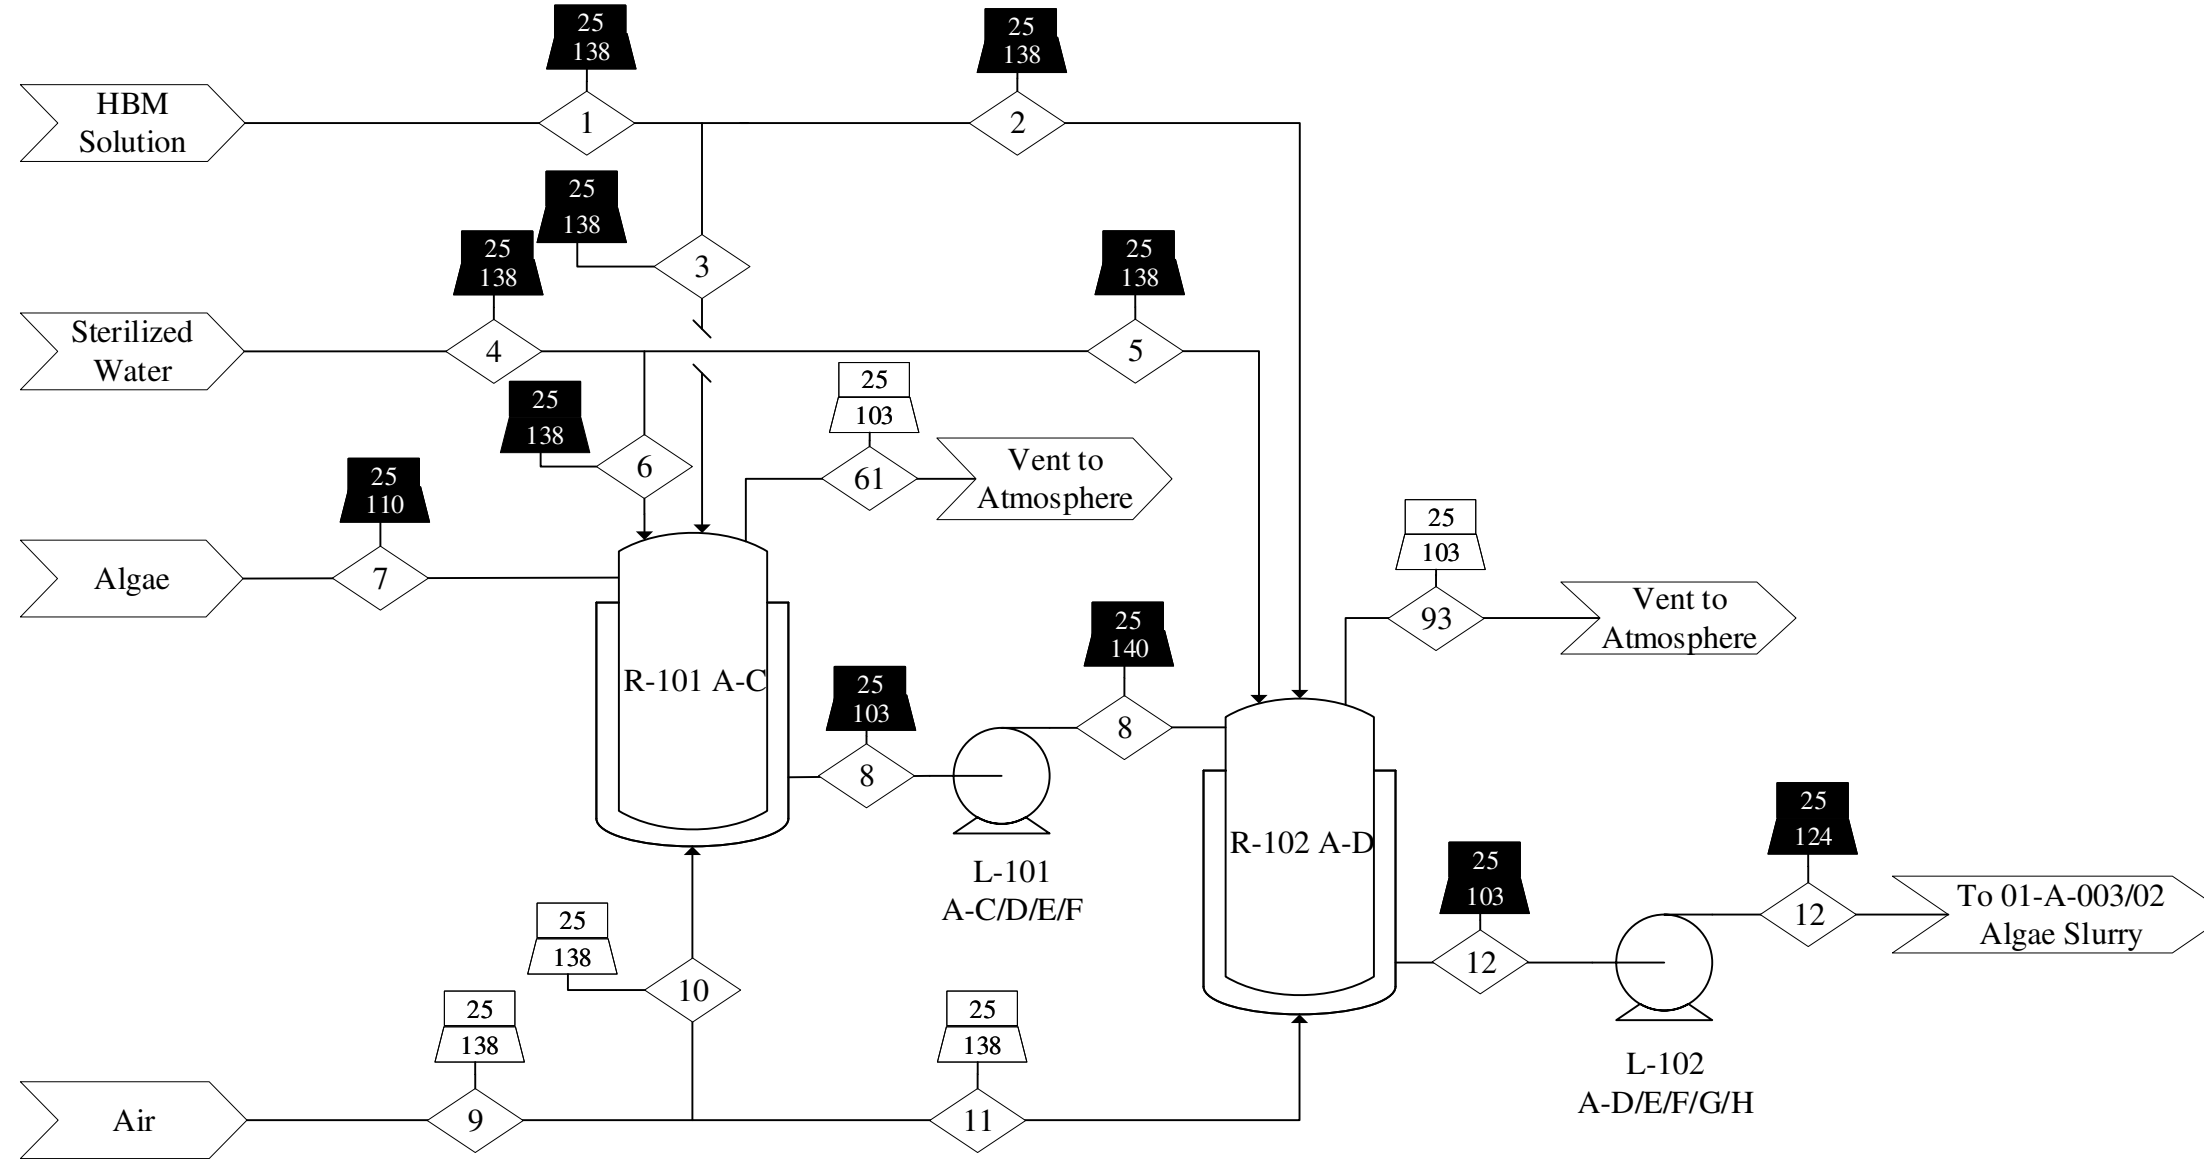 25
138
25
138
HBM
Solution
1
2
25
138
3
25
138
25
138
Sterilized
Water
4
5
25
103
25
138
6
61
Vent to
Atmosphere
25
110
Algae
7
25
103
93
Vent to
Atmosphere
R-101 A-C
25
140
25
103
8
8
R-102 A-D
L-101
A-C/D/E/F
25
103
25
124
12
12
To 01-A-003/02
Algae Slurry
25
138
10
25
138
25
138
L-102
A-D/E/F/G/H
Air
9
11